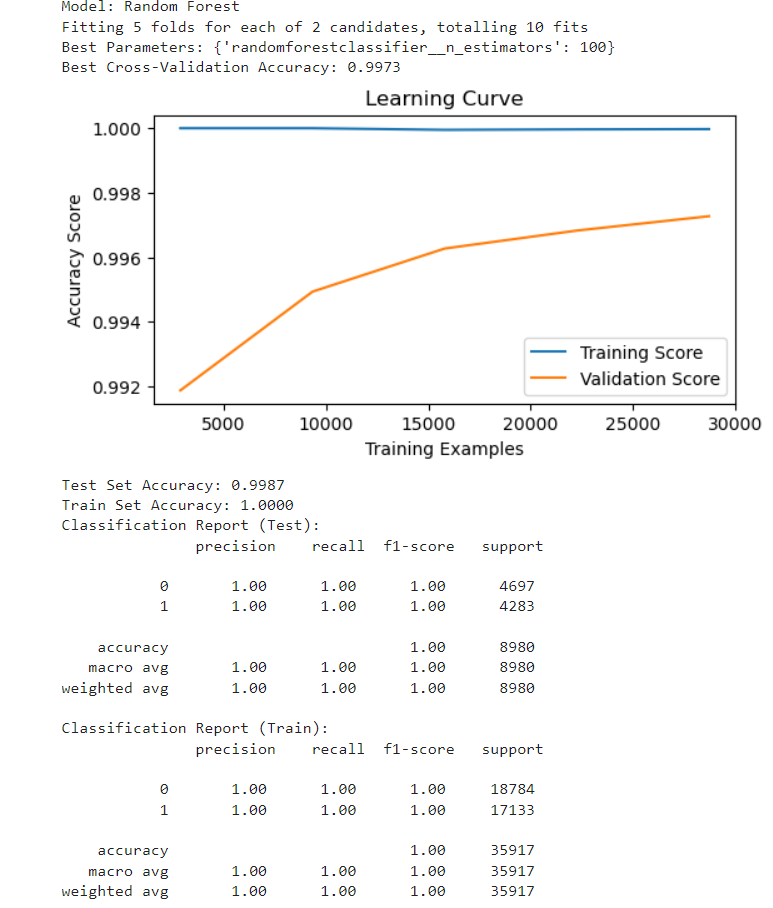 Model: Random Forest
Fitting 5 folds for each of 2 candidates, totalling 10 fits
Best Parameters: {'randomforestclassifier__n_estimators': 100}
Best Cross-Validation Accuracy: 0.9973
Learning Curve
1.000
0.998
0.996
0.994
0.992
Accuracy Score
Training Score
Validation Score
5000 10000 15000 20000 25000 30000
Training Examples
Test Set Accuracy: 0.9987
Train Set Accuracy: 1.0000
Classification Report (Test):
precision recall f1-score support
0 1.00 1.00 1.00 4697
1 1.00 1.00 1.00 4283
accuracy 1.00 8980
macro avg 1.00 1.00 1.00 8980
weighted avg 1.00 1.00 1.00 8980
Classification Report (Train):
precision recall f1-score support
0 1.00 1.00 1.00 18784
1 1.00 1.00 1.00 17133
accuracy 1.00 35917
macro avg 1.00 1.00 1.00 35917
weighted avg 1.00 1.00 1.00 35917